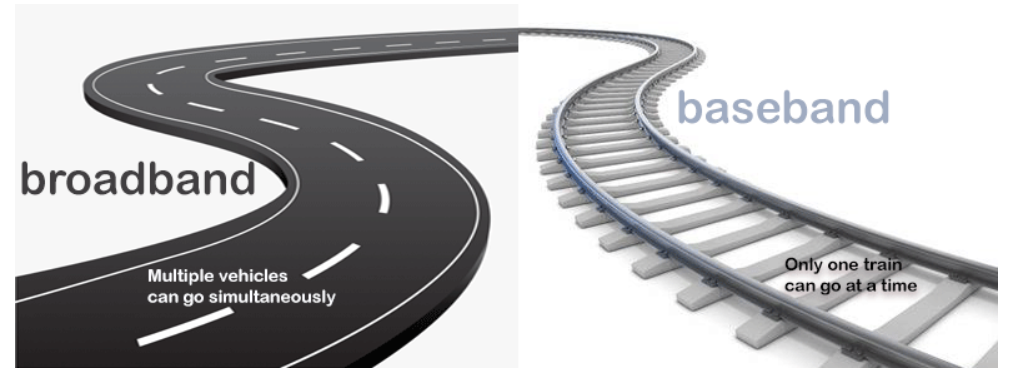 broadband
Multiple vehicles
can go simultaneously
baseband
Only one train
can go at a time